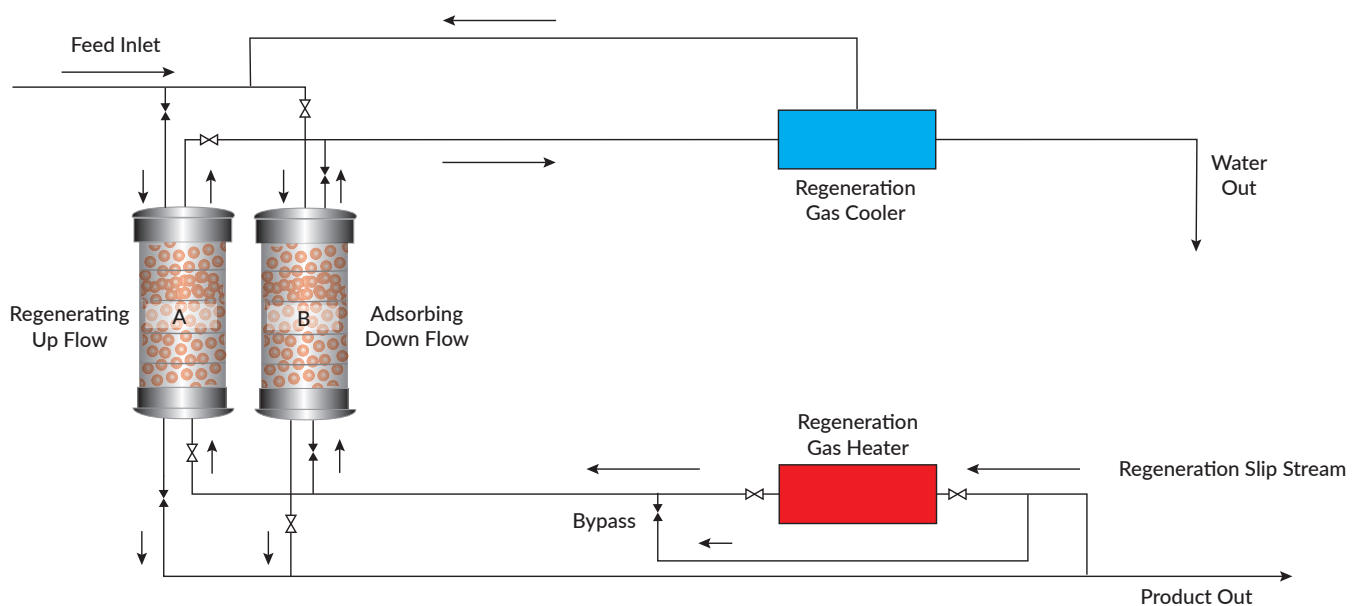 Feed Inlet
Regeneration
Gas Cooler
Water
Out
Regenerating
Up Flow
A
B
Adsorbing
Down Flow
Regeneration
Gas Heater
Regeneration Slip Stream
Bypass
Product Out